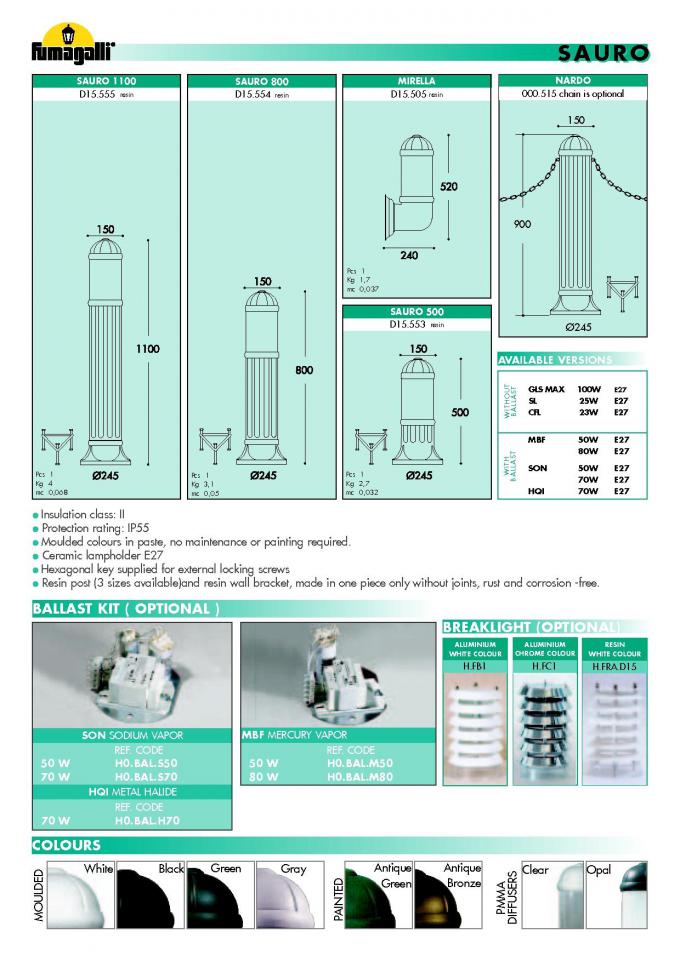 fumagalli
SAURO
SAURO 1100
D15.555 resin
150
1100
Pcs 1
Kg 4
mc 0,068
Ø245
SAURO 800
D15.554 resin
150
800
Pcs 1
Kg 3,1
mc 0,05
Ø245
MIRELLA
D15.505 resin
520
240
Pcs 1
Kg 1,7
mc 0,037
SAURO 500
D15.553 resin
150
500
Pcs 1
Kg 2,7
mc 0,032
Ø245
NARDO
000.515 chain is optional
150
900
Ø245
AVAILABLE VERSIONS
WITHOUT BALLAST
GLS MAX 100W E27
SL 25W E27
CFL 23W E27
WITH BALLAST
MBF 50W E27
80W E27
SON 50W E27
70W E27
HQI 70W E27
Insulation class: II
Protection rating: IP55
Moulded colours in paste, no maintenance or painting required.
Ceramic lampholder E27
Hexagonal key supplied for external locking screws
Resin post (3 sizes available)and resin wall bracket, made in one piece only without joints, rust and corrosion -free.
BALLAST KIT ( OPTIONAL )
SON SODIUM VAPOR
REF. CODE
50 W H0.BAL.S50
70 W H0.BAL.S70
HQI METAL HALIDE
REF. CODE
70 W H0.BAL.H70
MBF MERCURY VAPOR
REF. CODE
50 W H0.BAL.M50
80 W H0.BAL.M80
BREAKLIGHT (OPTIONAL)
ALUMINIUM
WHITE COLOUR
H.FB1
ALUMINIUM
CHROME COLOUR
H.FC1
RESIN
WHITE COLOUR
H.FRA.D15
COLOURS
MOULDED
White
Black
Green
Gray
PAINTED
Antique
Green
Antique
Bronze
PMMA
DIFFUSERS
Clear
Opal